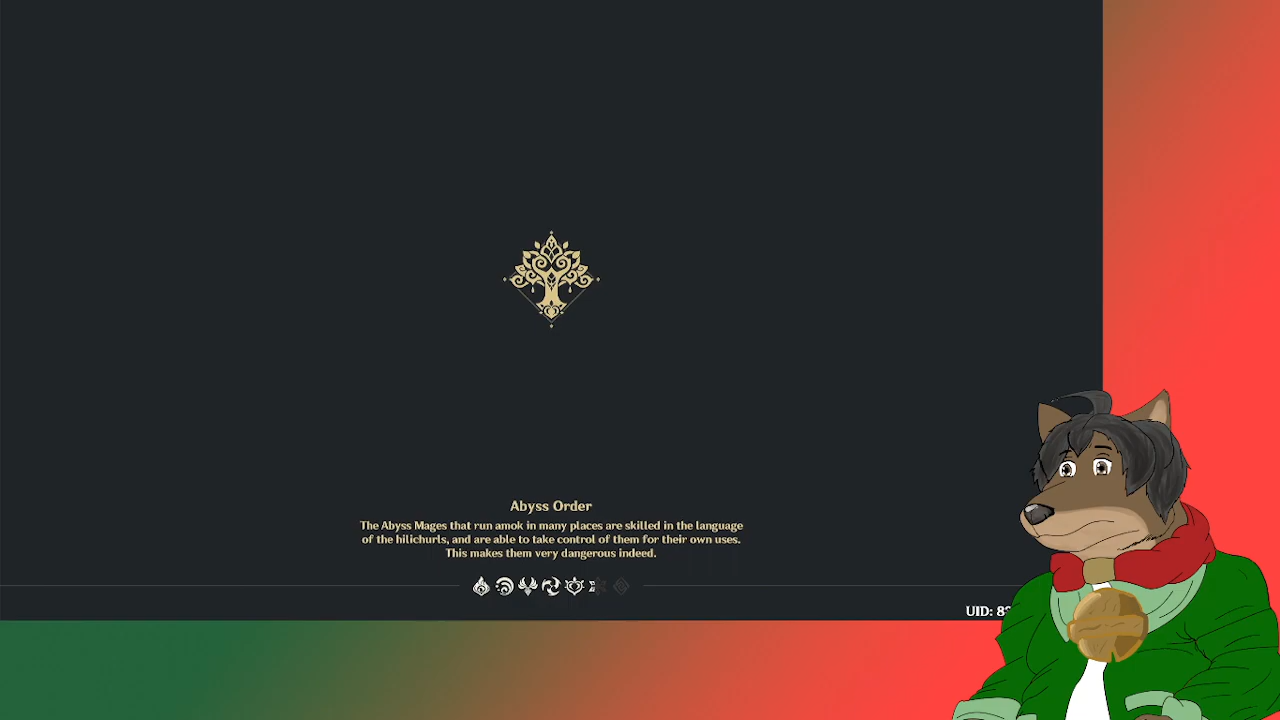 Abyss Order
The Abyss Mages that run amok in many places are skilled in the language
of the hilichurls, and are able to take control of them for their own uses.
This makes them very dangerous indeed.
UID: 8